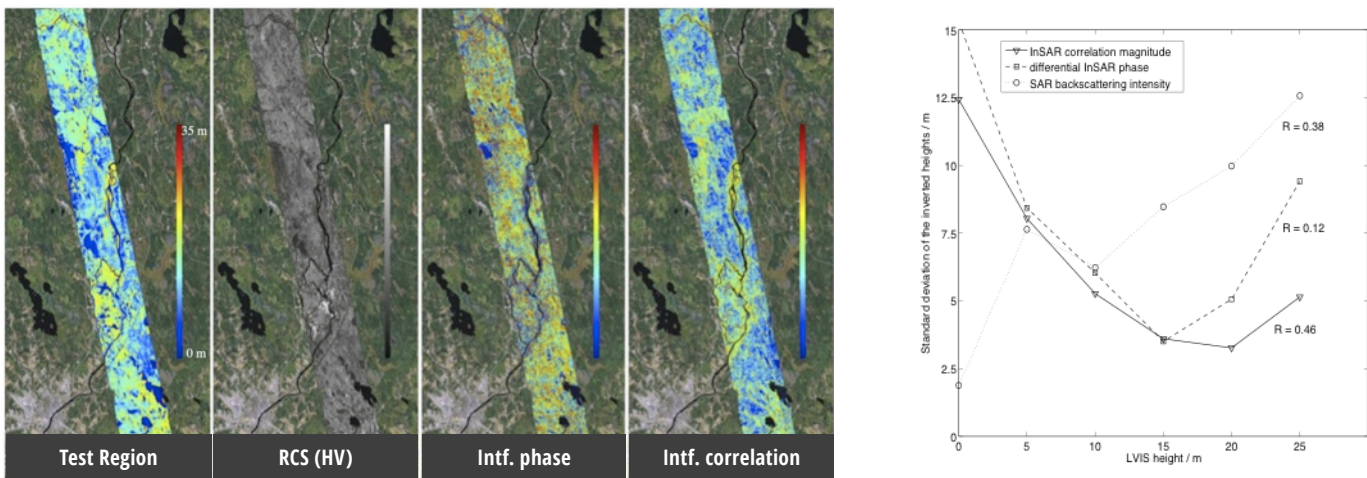 35 m
0 m
Test Region
RCS (HV)
Intf. phase
Intf. correlation
15
12.5
10
7.5
5
2.5
0
Standard deviation of the inverted heights / m
InSAR correlation magnitude
differential InSAR phase
SAR backscattering intensity
R = 0.38
R = 0.12
R = 0.46
0
5
10
15
20
25
LVIS height / m